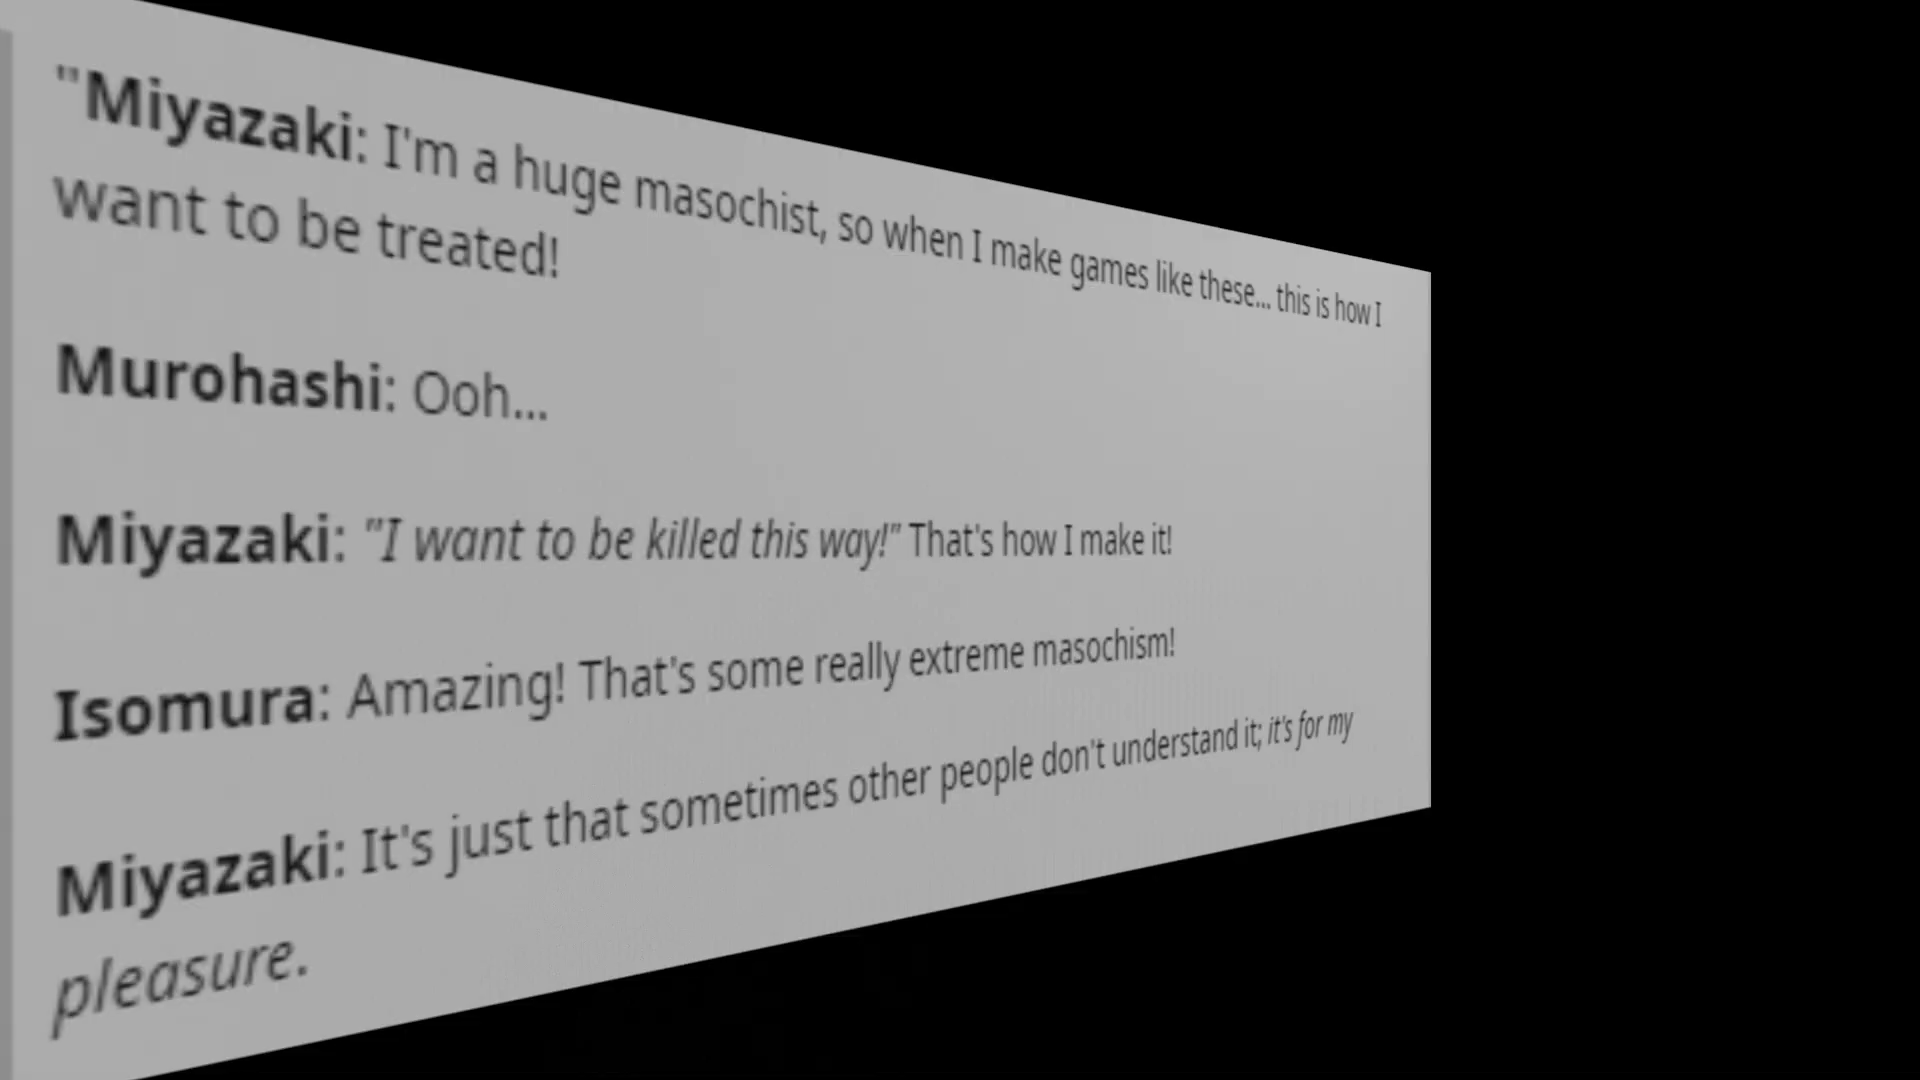 "Miyazaki: I'm a huge masochist, so when I make games like these... this is how I
want to be treated!
Murohashi: Ooh...
Miyazaki: "I want to be killed this way!" That's how I make it!
Isomura: Amazing! That's some really extreme masochism!
Miyazaki: It's just that sometimes other people don't understand it; it's for my
pleasure.